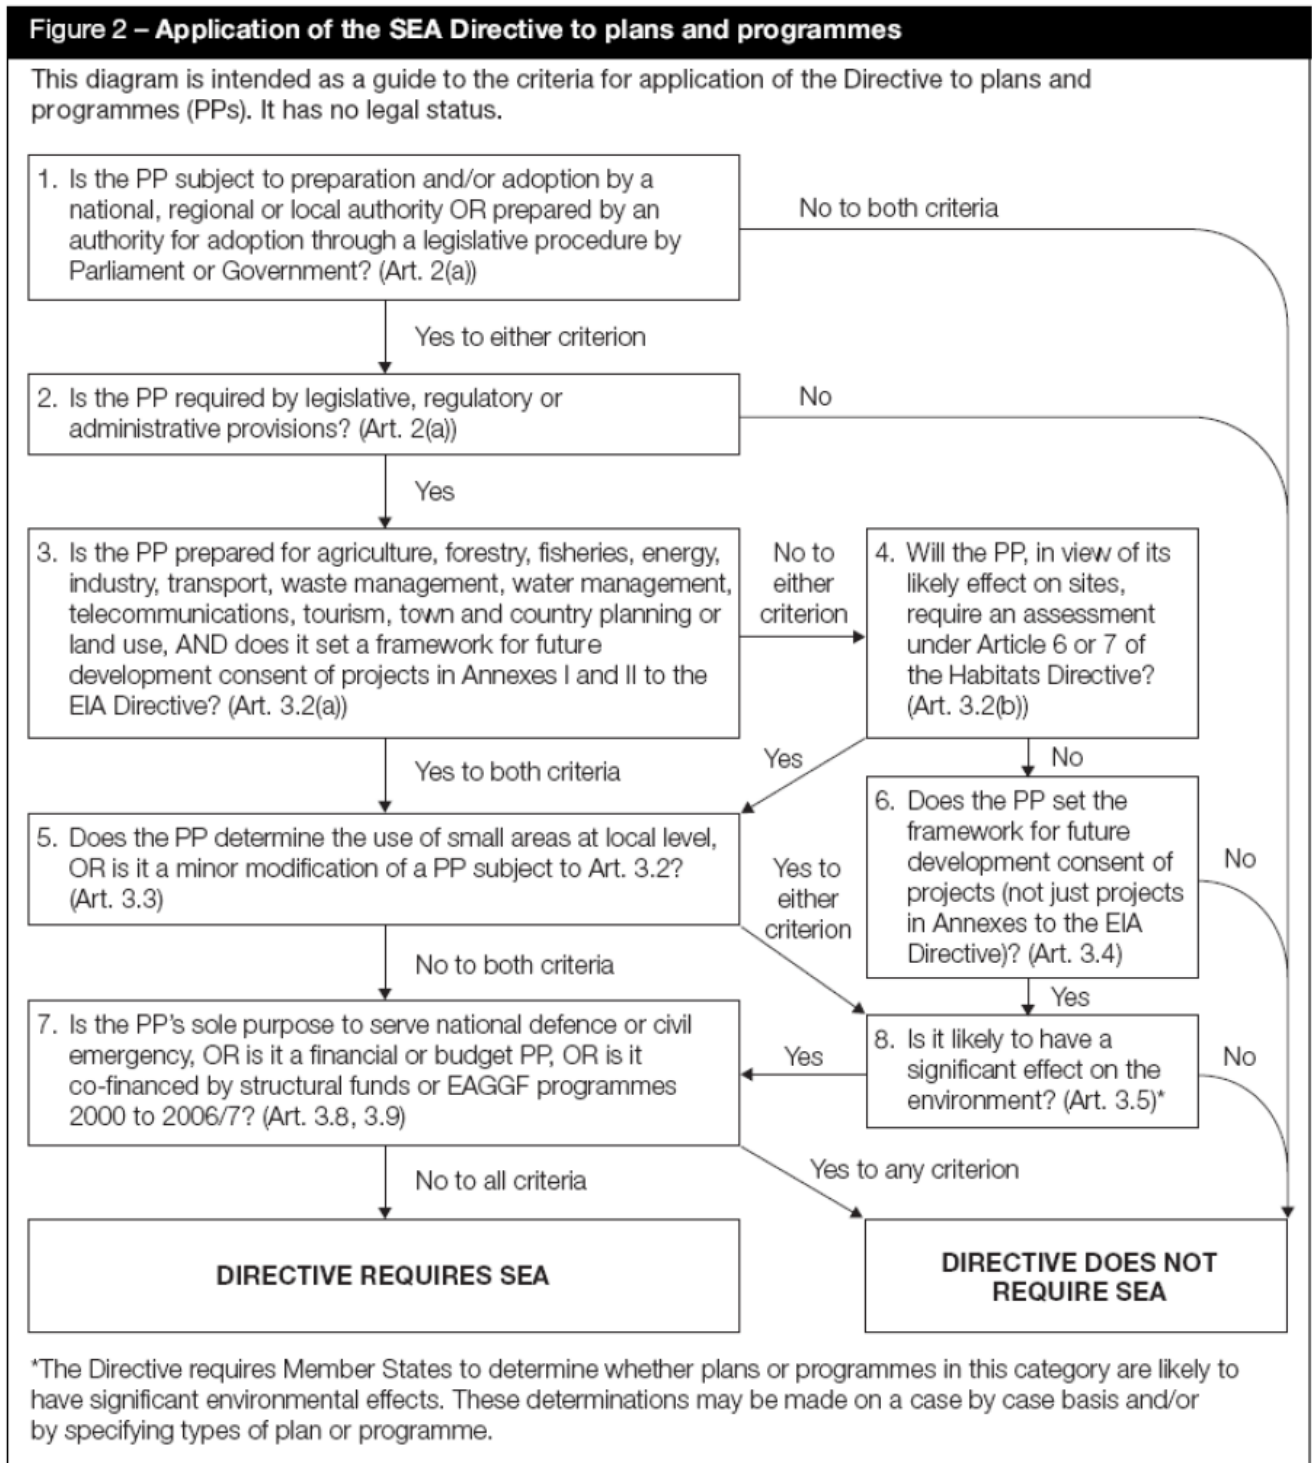 Figure 2 – Application of the SEA Directive to plans and programmes
This diagram is intended as a guide to the criteria for application of the Directive to plans and
programmes (PPs). It has no legal status.
1. Is the PP subject to preparation and/or adoption by a
national, regional or local authority OR prepared by an
authority for adoption through a legislative procedure by
Parliament or Government? (Art. 2(a))
No to both criteria
Yes to either criterion
2. Is the PP required by legislative, regulatory or
administrative provisions? (Art. 2(a))
No
Yes
3. Is the PP prepared for agriculture, forestry, fisheries, energy,
industry, transport, waste management, water management,
telecommunications, tourism, town and country planning or
land use, AND does it set a framework for future
development consent of projects in Annexes I and II to the
EIA Directive? (Art. 3.2(a))
No to
either
criterion
4. Will the PP, in view of its
likely effect on sites,
require an assessment
under Article 6 or 7 of
the Habitats Directive?
(Art. 3.2(b))
Yes to both criteria
Yes
No
5. Does the PP determine the use of small areas at local level,
OR is it a minor modification of a PP subject to Art. 3.2?
(Art. 3.3)
Yes to
either
criterion
6. Does the PP set the
framework for future
development consent of
projects (not just projects
in Annexes to the EIA
Directive)? (Art. 3.4)
No
No to both criteria
Yes
7. Is the PP's sole purpose to serve national defence or civil
emergency, OR is it a financial or budget PP, OR is it
co-financed by structural funds or EAGGF programmes
2000 to 2006/7? (Art. 3.8, 3.9)
Yes
8. Is it likely to have a
significant effect on the
environment? (Art. 3.5)*
No
No to all criteria
Yes to any criterion
DIRECTIVE REQUIRES SEA
DIRECTIVE DOES NOT
REQUIRE SEA
*The Directive requires Member States to determine whether plans or programmes in this category are likely to
have significant environmental effects. These determinations may be made on a case by case basis and/or
by specifying types of plan or programme.